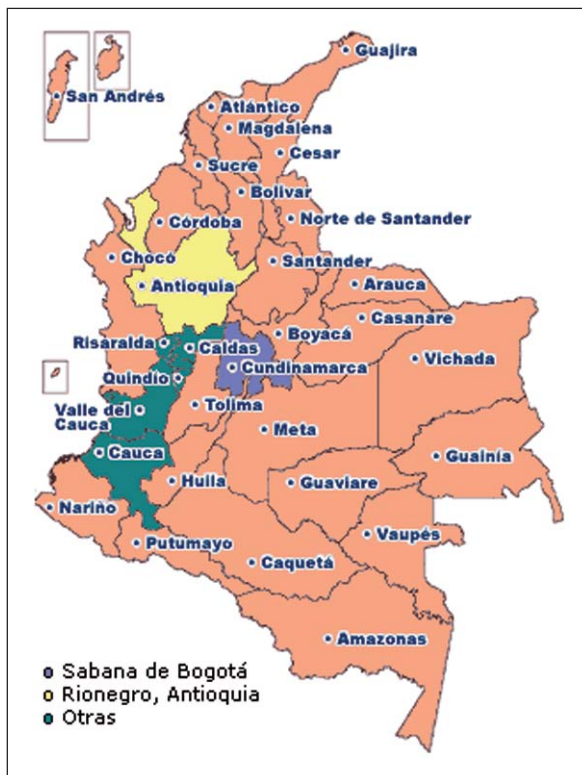 Guajira
San Andrés
Atlántico
Magdalena
Cesar
Sucre
Bolivar
Córdoba
Norte de Santander
Chocó
Santander
Antioquia
Arauca
Casanare
Boyacá
Risaralda
Caldas
Vichada
Cundinamarca
Quindío
Tolima
Valle del
Cauca
Meta
Cauca
Guainía
Huila
Guaviare
Nariño
Vaupés
Putumayo
Caquetá
Amazonas
Sabana de Bogotá
Rionegro, Antioquia
Otras